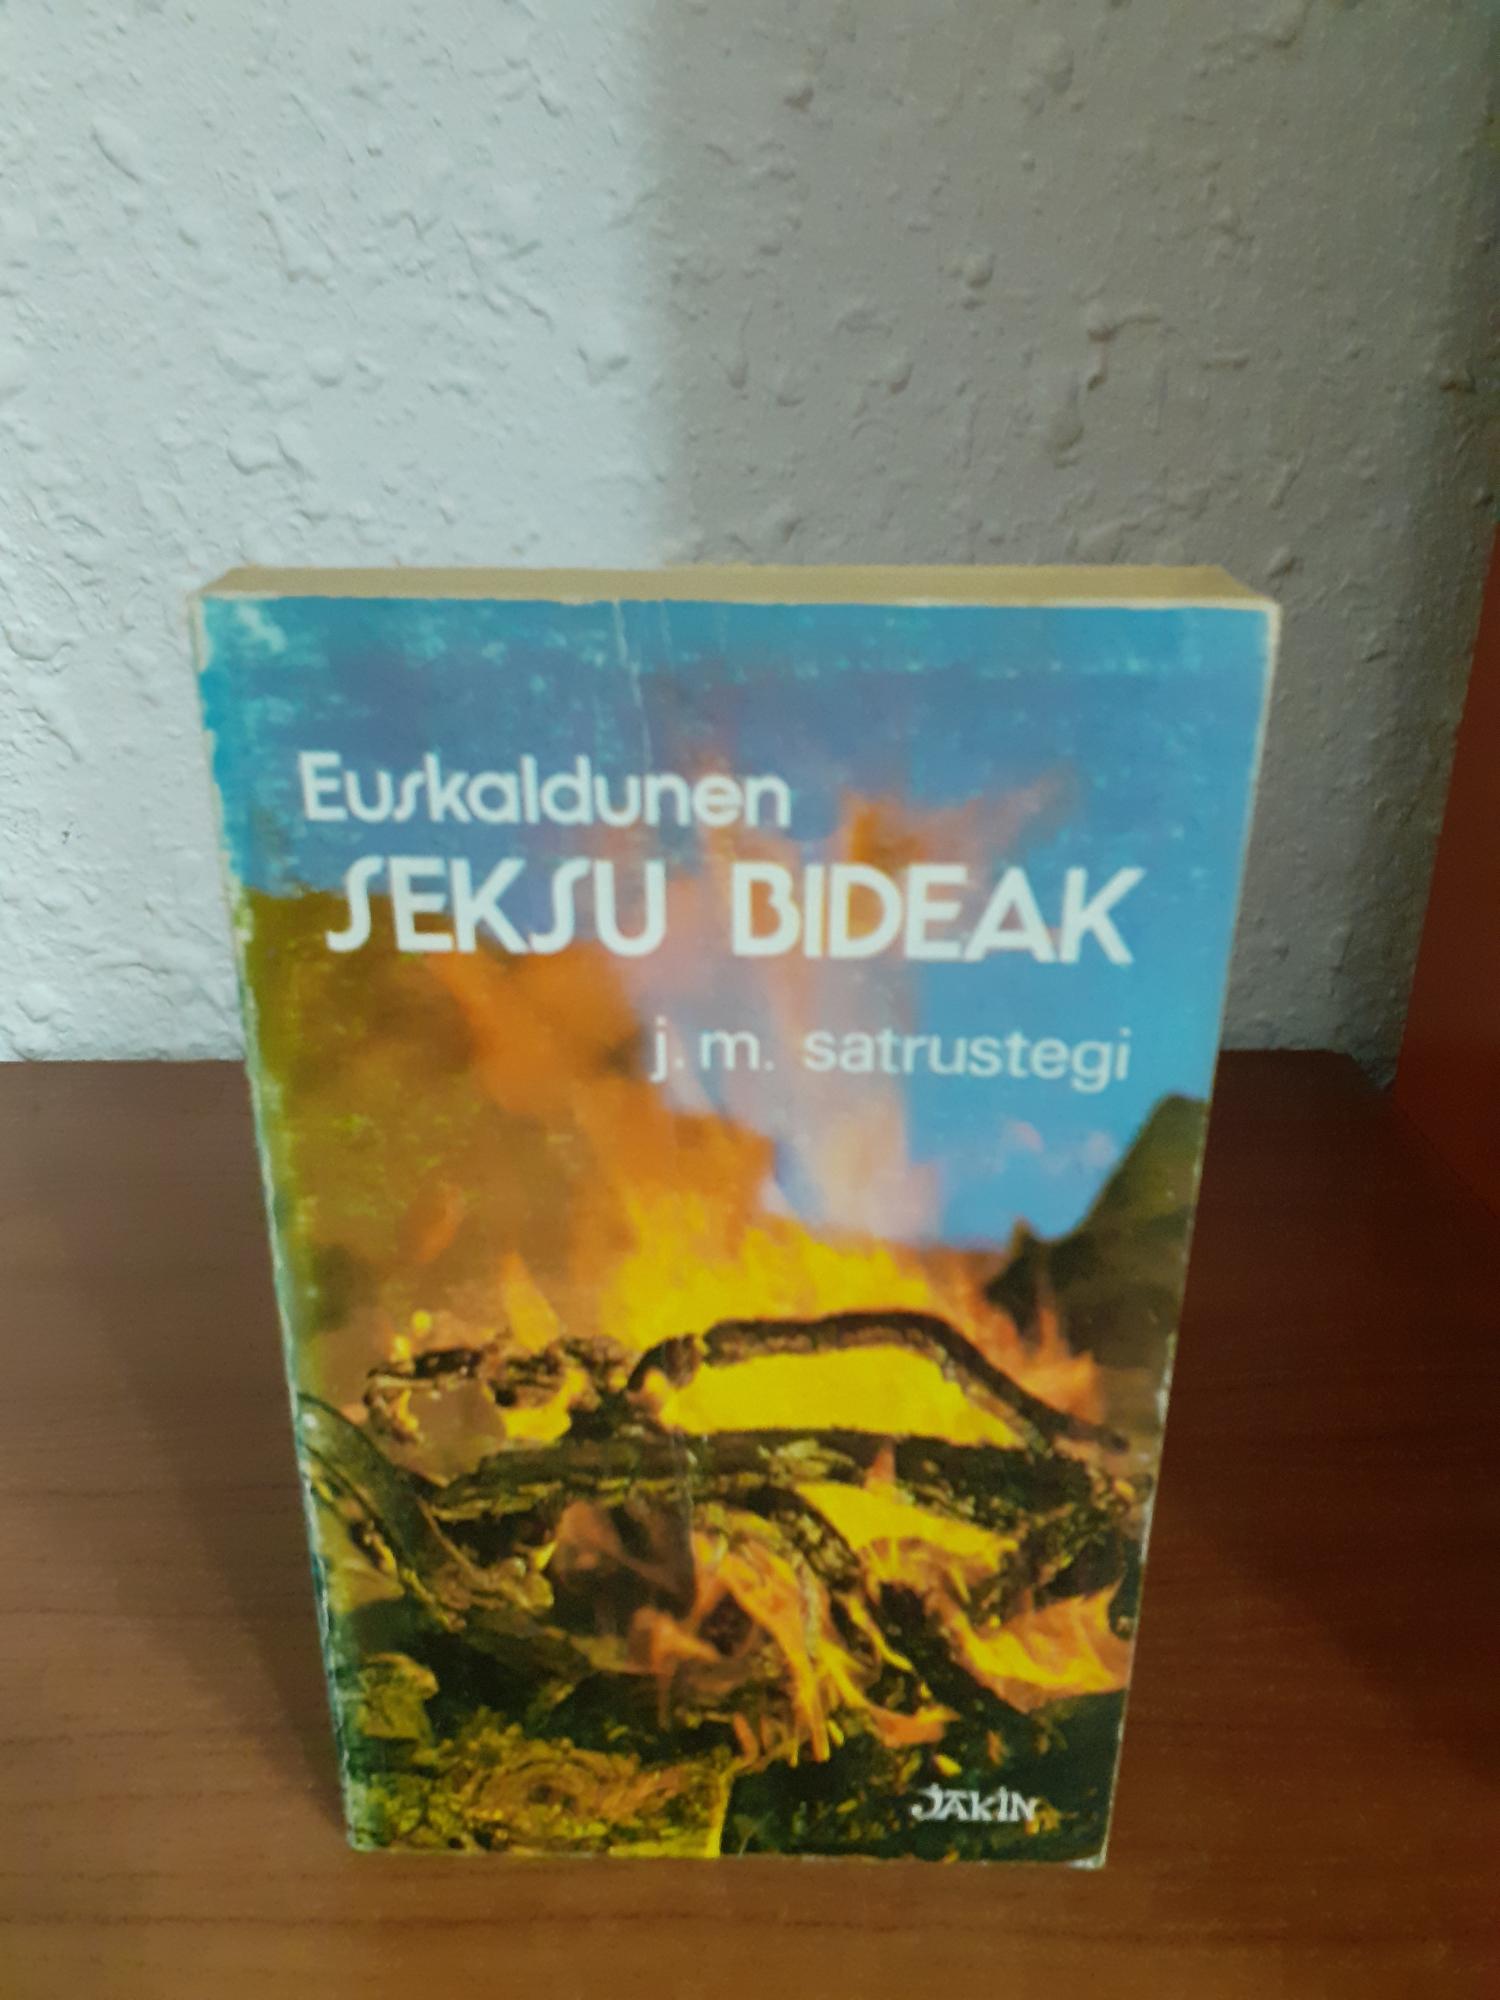 Euskaldunen
SEKSU BIDEAK
j. m. satrustegi
JAKIN